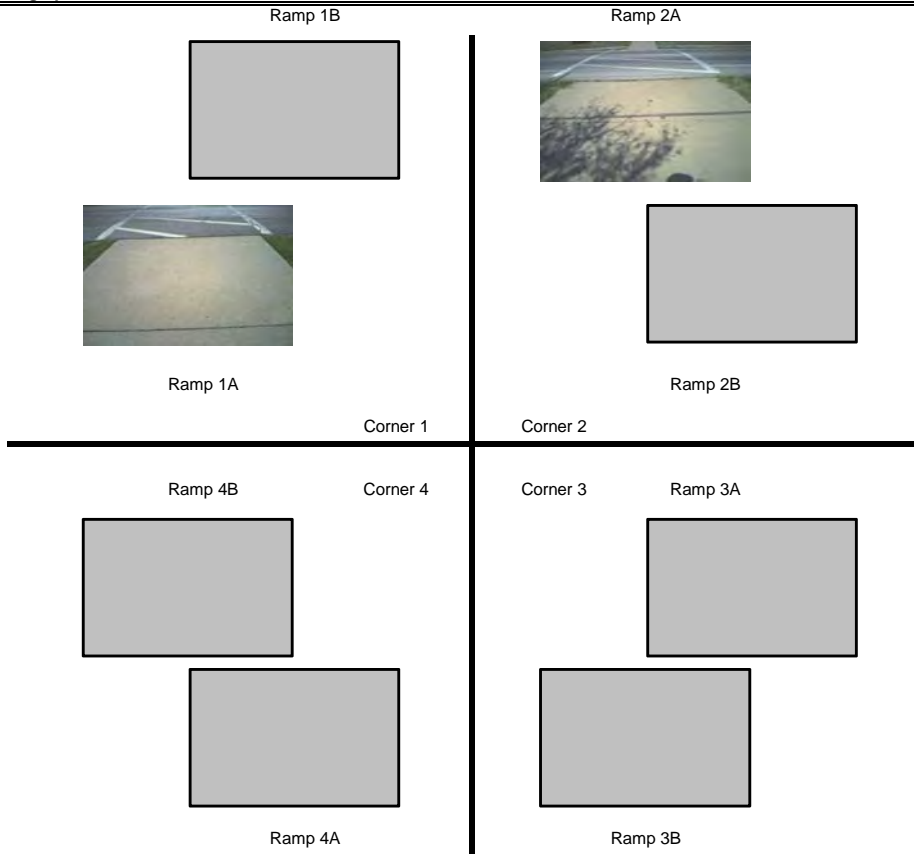 Ramp 1B
Ramp 2A
Ramp 1A
Ramp 2B
Corner 1
Corner 2
Ramp 4B
Corner 4
Corner 3
Ramp 3A
Ramp 4A
Ramp 3B